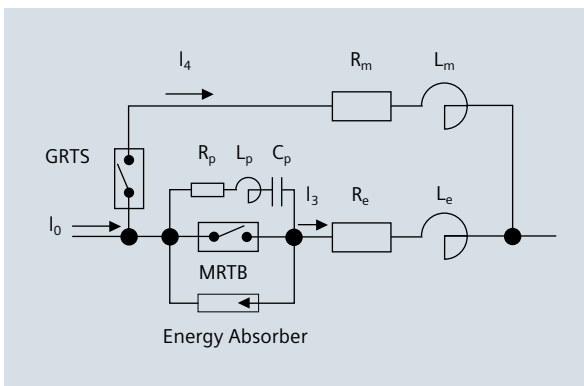 I4
Rm
Lm
GRTS
Rp
Lp
Cp
I3
Re
Le
I0
MRTB
Energy Absorber